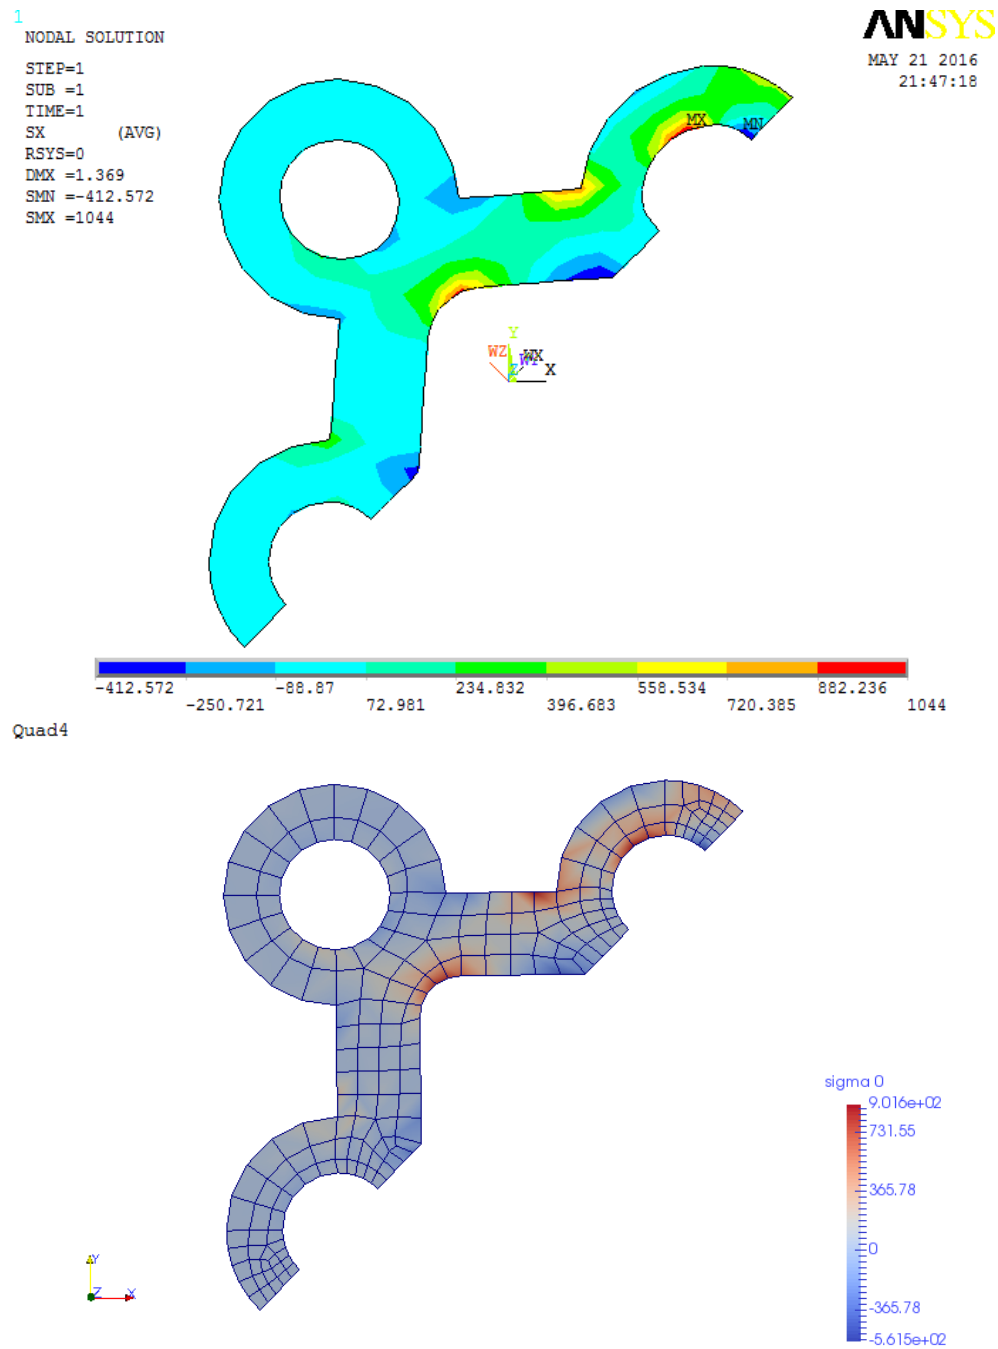 1
NODAL SOLUTION
STEP=1
SUB =1
TIME=1
SX (AVG)
RSYS=0
DMX =1.369
SMN =-412.572
SMX =1044
ANSYS
MAY 21 2016
21:47:18
MX
MN
Y
WZ
WX
Z
X
-412.572
-250.721
-88.87
72.981
234.832
396.683
558.534
720.385
882.236
1044
Quad4
sigma 0
9.016e+02
731.55
365.78
0
-365.78
-5.615e+02
Y
Z
X